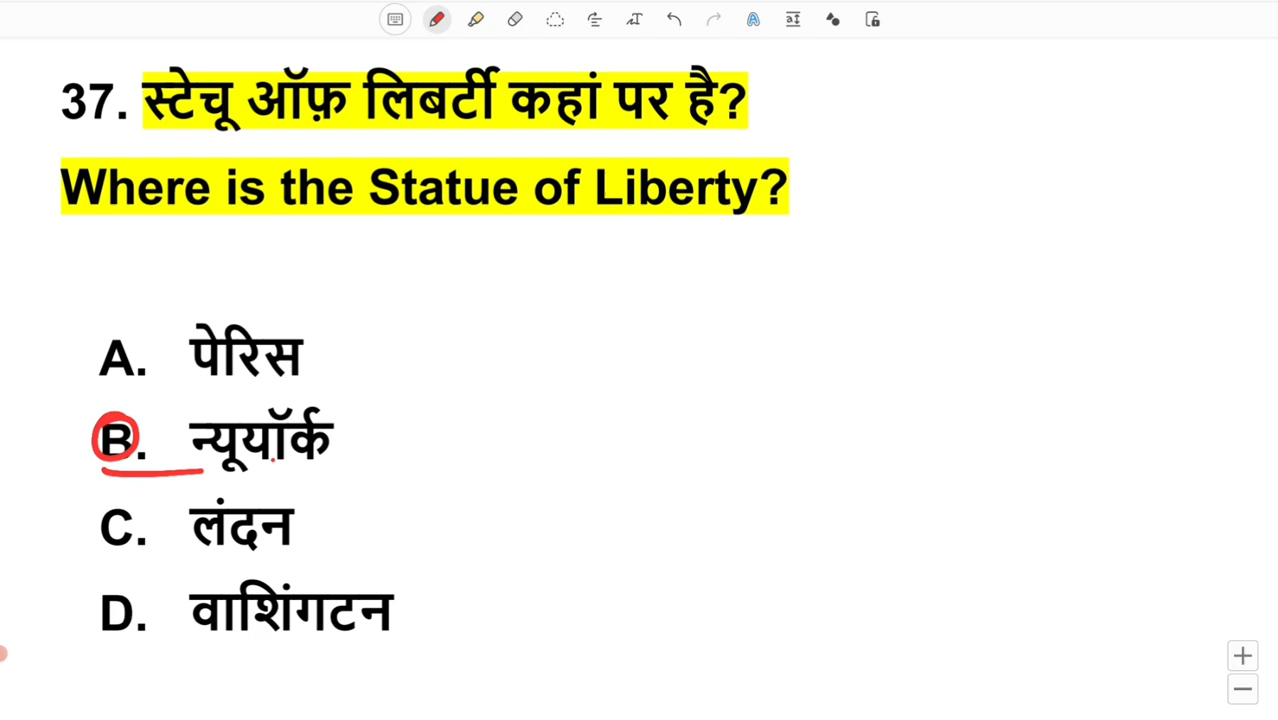 37. स्टेचू ऑफ़ लिबर्टी कहां पर है?
Where is the Statue of Liberty?
A. पेरिस
B. न्यूयॉर्क
C. लंदन
D. वाशिंगटन